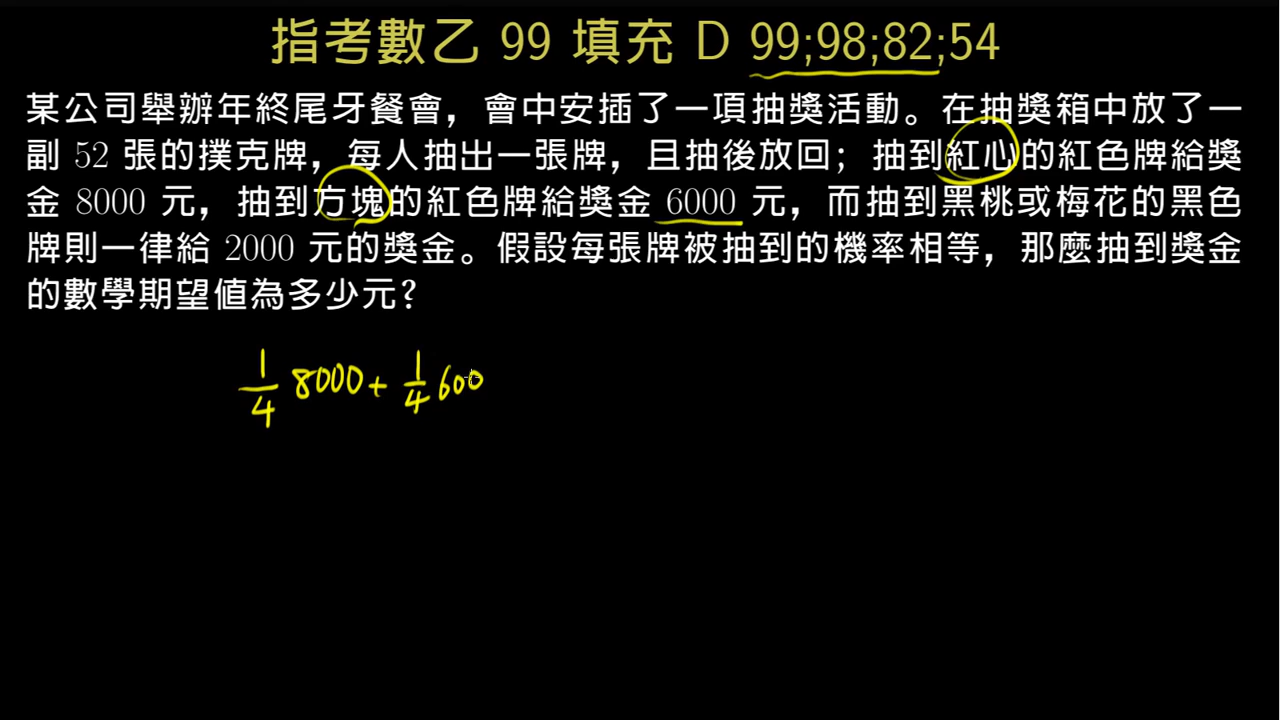 指考數乙 99 填充 D 99;98;82;54
某公司舉辦年終尾牙餐會，會中安插了一項抽獎活動。在抽獎箱中放了一
副 52 張的撲克牌，每人抽出一張牌，且抽後放回；抽到紅心的紅色牌給獎
金 8000 元，抽到方塊的紅色牌給獎金 6000 元，而抽到黑桃或梅花的黑色
牌則一律給 2000 元的獎金。假設每張牌被抽到的機率相等，那麼抽到獎金
的數學期望值為多少元？
1/4 8000 + 1/4 600